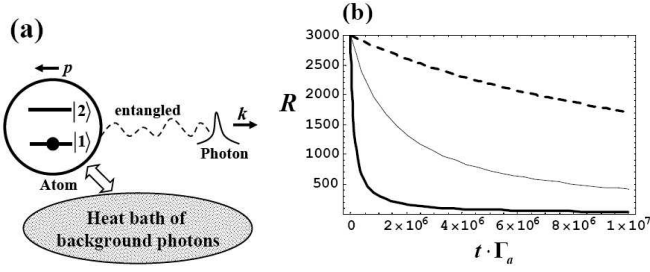 (a)
p
|2⟩
|1⟩
entangled
k
Photon
Atom
Heat bath of
background photons
(b)
R
3000
2500
2000
1500
1000
500
0 2×10⁶ 4×10⁶ 6×10⁶ 8×10⁶ 1×10⁷
t · Γₐ